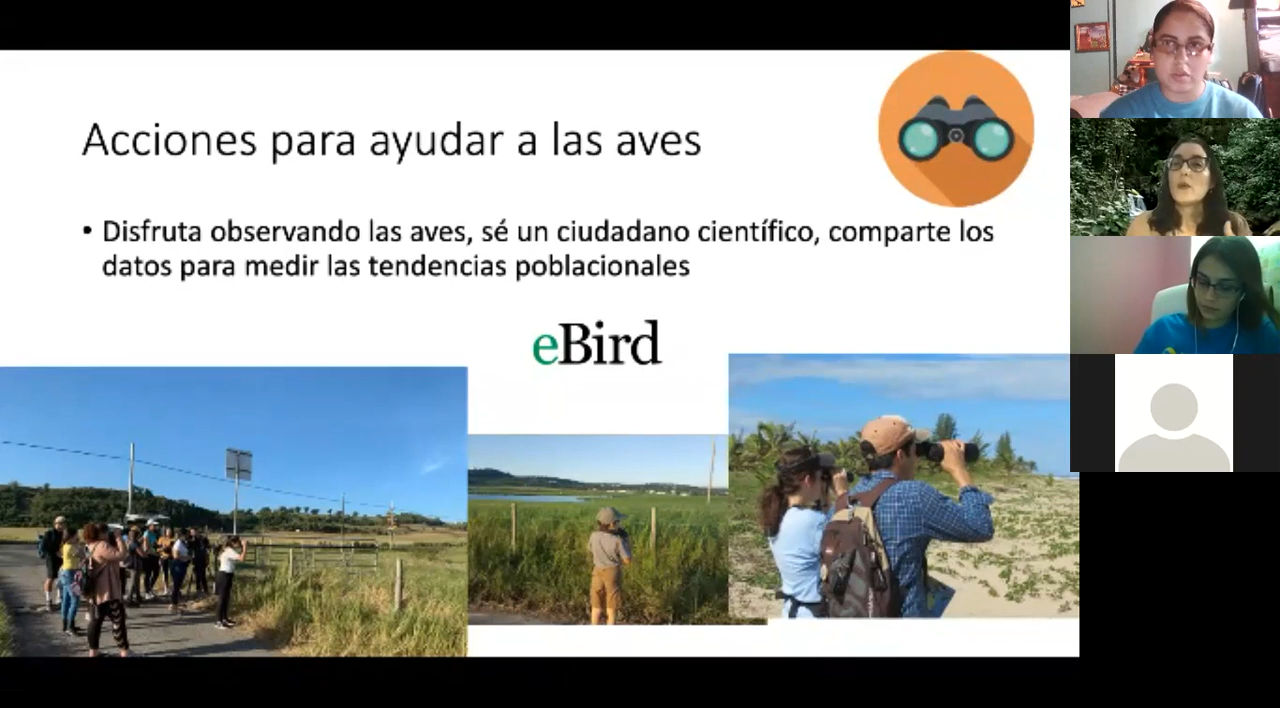 Acciones para ayudar a las aves
• Disfruta observando las aves, sé un ciudadano científico, comparte los
datos para medir las tendencias poblacionales
eBird